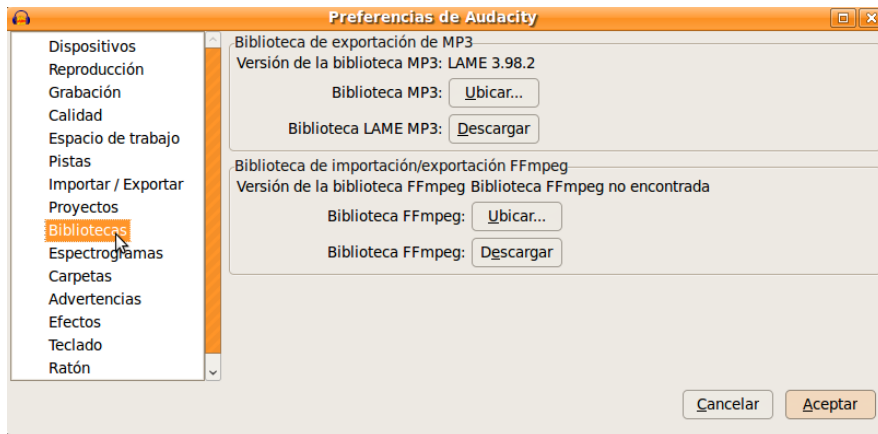 Preferencias de Audacity
Dispositivos
Reproducción
Grabación
Calidad
Espacio de trabajo
Pistas
Importar / Exportar
Proyectos
Bibliotecas
Espectrogramas
Carpetas
Advertencias
Efectos
Teclado
Ratón
Biblioteca de exportación de MP3
Versión de la biblioteca MP3: LAME 3.98.2
Biblioteca MP3: Ubicar...
Biblioteca LAME MP3: Descargar
Biblioteca de importación/exportación FFmpeg
Versión de la biblioteca FFmpeg Biblioteca FFmpeg no encontrada
Biblioteca FFmpeg: Ubicar...
Biblioteca FFmpeg: Descargar
Cancelar Aceptar